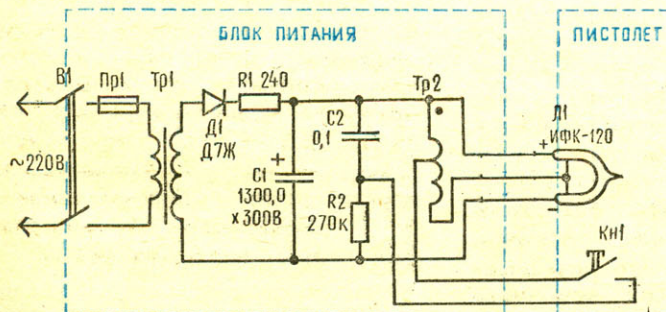 БЛОК ПИТАНИЯ
ПИСТОЛЕТ
В1
Пр1
Тр1
R1 240
Тр2
Д1
Д7Ж
С2
0,1
Л1
ИФК-120
+
~220В
+
С1
1300,0
х 300В
R2
270к
-
Кн1